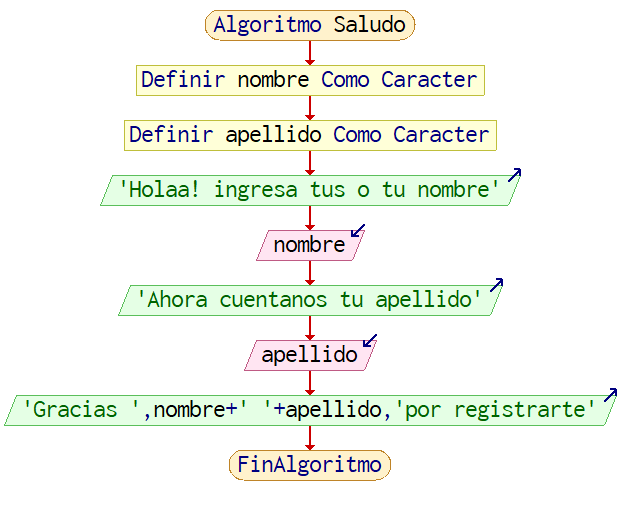 Algoritmo Saludo
Definir nombre Como Caracter
Definir apellido Como Caracter
'Holaa! ingresa tus o tu nombre'
nombre
'Ahora cuentanos tu apellido'
apellido
'Gracias ',nombre+' '+apellido,'por registrarte'
FinAlgoritmo